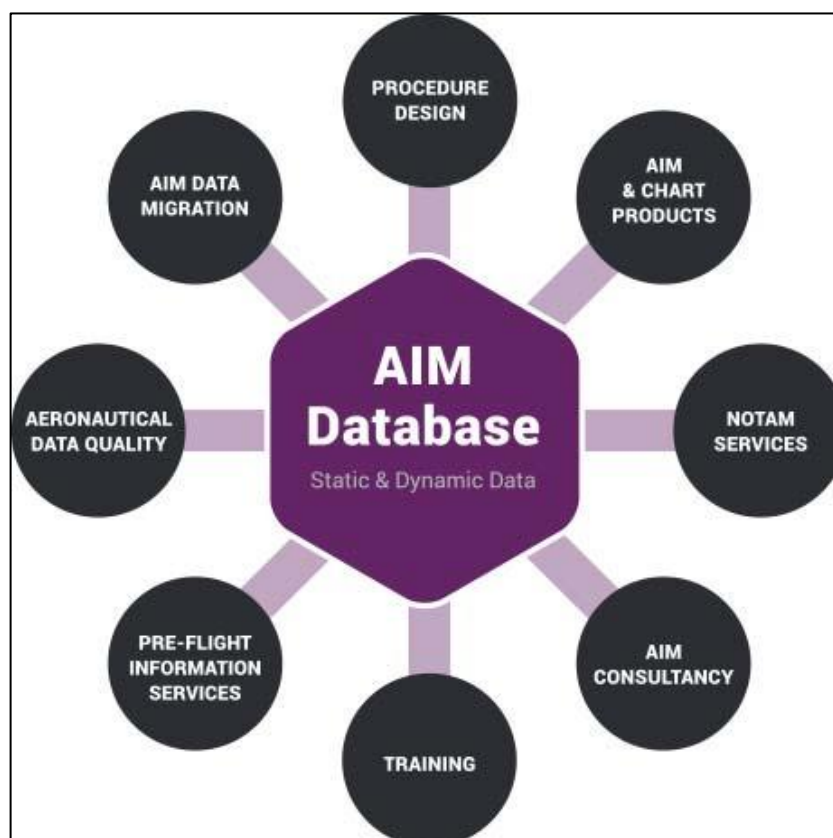 PROCEDURE
DESIGN
AIM
& CHART
PRODUCTS
AIM DATA
MIGRATION
AIM
Database
Static & Dynamic Data
AERONAUTICAL
DATA QUALITY
NOTAM
SERVICES
PRE-FLIGHT
INFORMATION
SERVICES
AIM
CONSULTANCY
TRAINING